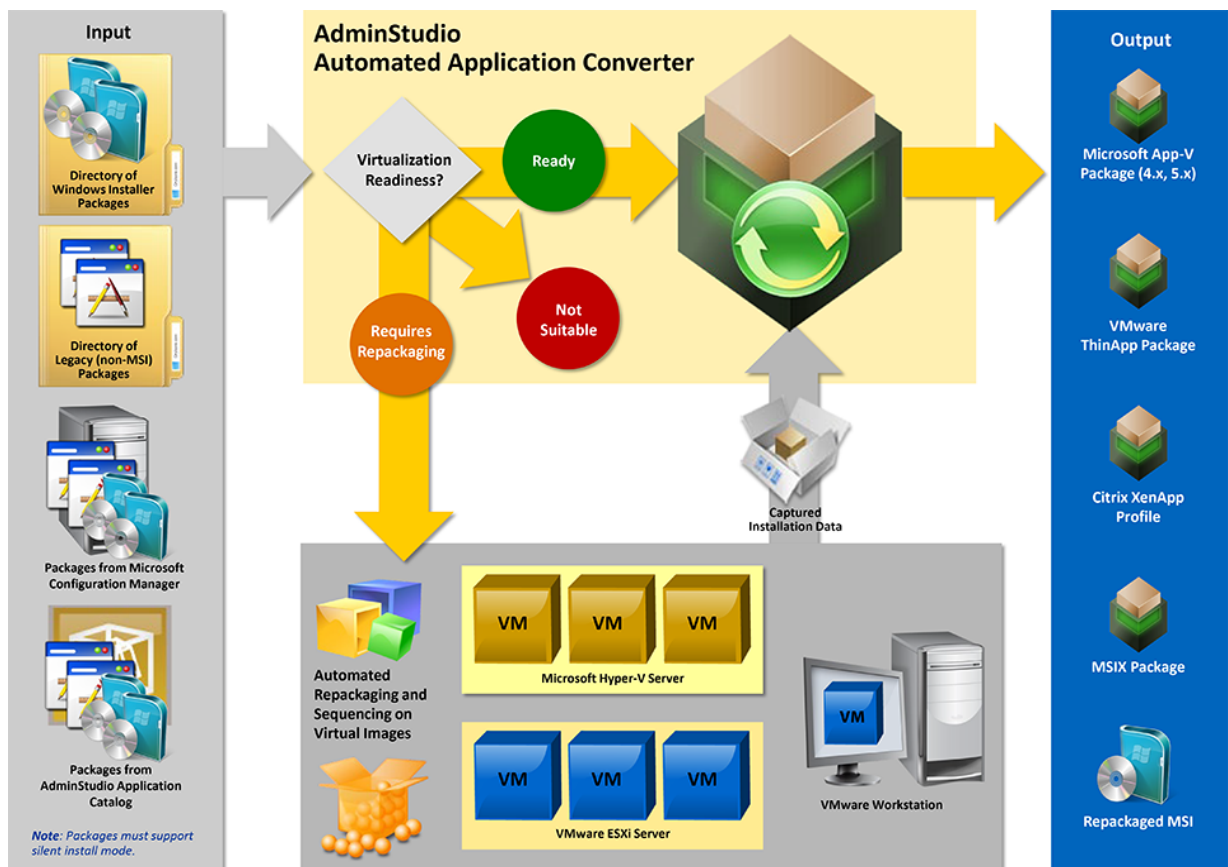 Input
Directory of
Windows Installer
Packages
Directory of
Legacy (non-MSI)
Packages
Packages from Microsoft
Configuration Manager
Packages from
AdminStudio Application
Catalog
Note: Packages must support
silent install mode.
AdminStudio
Automated Application Converter
Virtualization
Readiness?
Ready
Not
Suitable
Requires
Repackaging
Captured
Installation Data
Automated
Repackaging and
Sequencing on
Virtual Images
VM
VM
VM
Microsoft Hyper-V Server
VM
VM
VM
VMware ESXi Server
VM
VMware Workstation
Output
Microsoft App-V
Package (4.x, 5.x)
VMware
ThinApp Package
Citrix XenApp
Profile
MSIX Package
Repackaged MSI